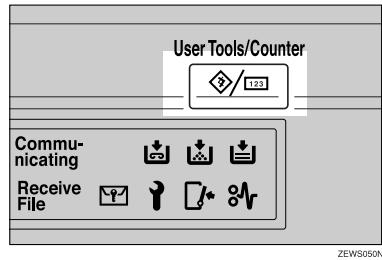 User Tools/Counter
123
Commu-
nicating
Receive
File
ZEWS050N